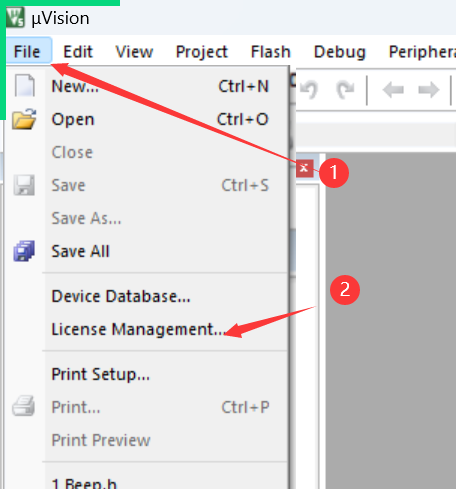 μVision
File Edit View Project Flash Debug Periphera
New... Ctrl+N
Open Ctrl+O
Close
1
Save Ctrl+S
Save As...
Save All
2
Device Database...
License Management...
Print Setup...
Print... Ctrl+P
Print Preview
1 Beep.h